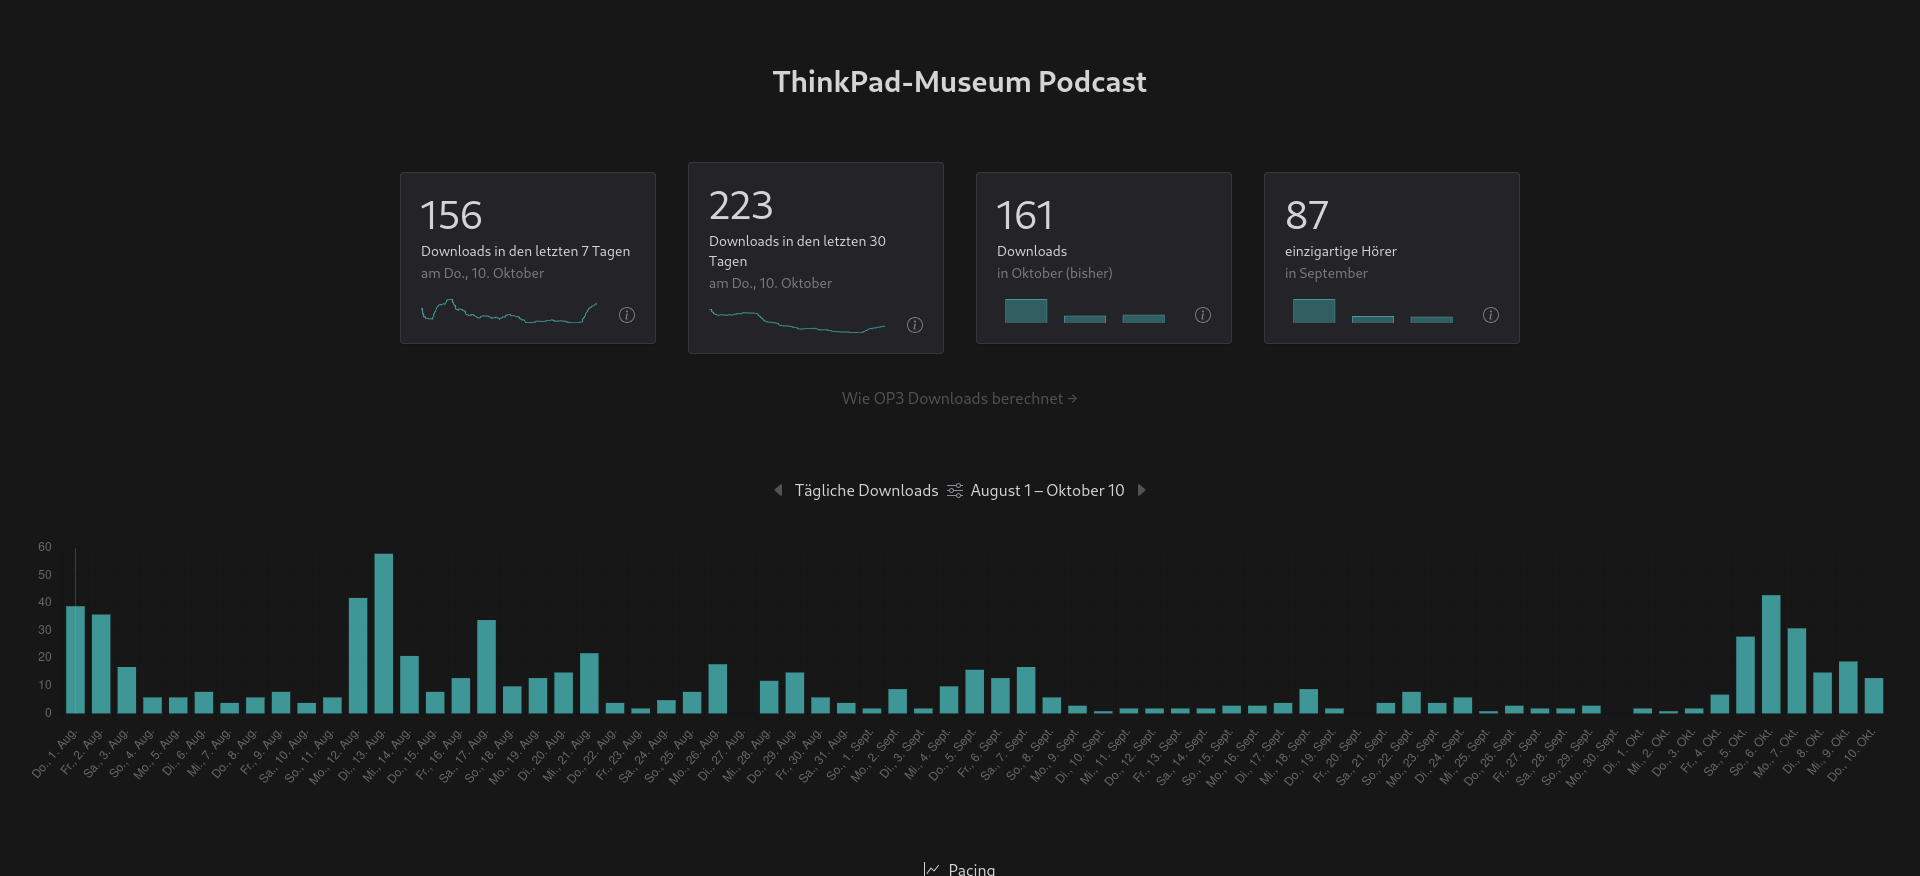 ThinkPad-Museum Podcast
156
Downloads in den letzten 7 Tagen
am Do., 10. Oktober
223
Downloads in den letzten 30
Tagen
am Do., 10. Oktober
161
Downloads
in Oktober (bisher)
87
einzigartige Hörer
in September
Wie OP3 Downloads berechnet →
Tägliche Downloads August 1 – Oktober 10
60
50
40
30
20
10
0
Do., 1. Aug.
Fr., 2. Aug.
Sa., 3. Aug.
So., 4. Aug.
Mo., 5. Aug.
Di., 6. Aug.
Mi., 7. Aug.
Do., 8. Aug.
Fr., 9. Aug.
Sa., 10. Aug.
So., 11. Aug.
Mo., 12. Aug.
Di., 13. Aug.
Mi., 14. Aug.
Do., 15. Aug.
Fr., 16. Aug.
Sa., 17. Aug.
So., 18. Aug.
Mo., 19. Aug.
Di., 20. Aug.
Mi., 21. Aug.
Do., 22. Aug.
Fr., 23. Aug.
Sa., 24. Aug.
So., 25. Aug.
Mo., 26. Aug.
Di., 27. Aug.
Mi., 28. Aug.
Do., 29. Aug.
Fr., 30. Aug.
Sa., 31. Aug.
So., 1. Sept.
Mo., 2. Sept.
Di., 3. Sept.
Mi., 4. Sept.
Do., 5. Sept.
Fr., 6. Sept.
Sa., 7. Sept.
So., 8. Sept.
Mo., 9. Sept.
Di., 10. Sept.
Mi., 11. Sept.
Do., 12. Sept.
Fr., 13. Sept.
Sa., 14. Sept.
So., 15. Sept.
Mo., 16. Sept.
Di., 17. Sept.
Mi., 18. Sept.
Do., 19. Sept.
Fr., 20. Sept.
Sa., 21. Sept.
So., 22. Sept.
Mo., 23. Sept.
Di., 24. Sept.
Mi., 25. Sept.
Do., 26. Sept.
Fr., 27. Sept.
Sa., 28. Sept.
So., 29. Sept.
Mo., 30. Sept.
Di., 1. Okt.
Mi., 2. Okt.
Do., 3. Okt.
Fr., 4. Okt.
Sa., 5. Okt.
So., 6. Okt.
Mo., 7. Okt.
Di., 8. Okt.
Mi., 9. Okt.
Do., 10. Okt.
Pacing